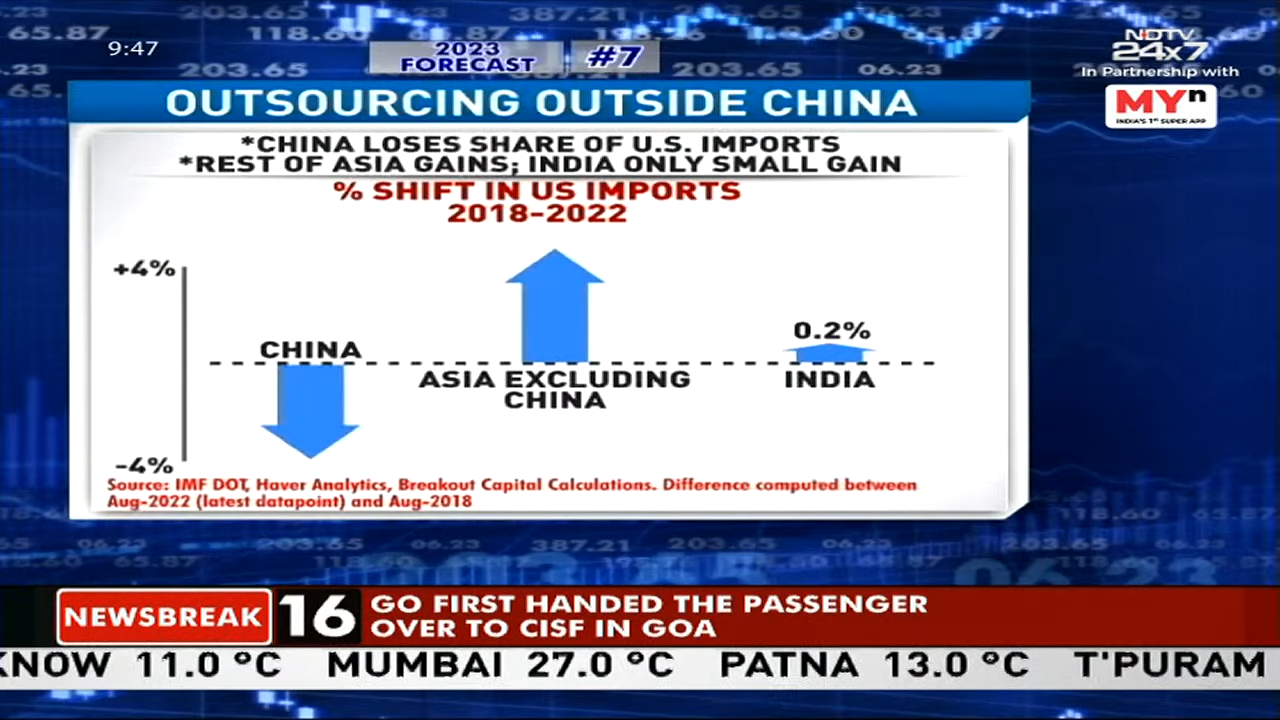 9:47
2023
FORECAST
#7
NDTV
24x7
In Partnership with
MYn
INDIA'S 1ST SUPER APP
OUTSOURCING OUTSIDE CHINA
*CHINA LOSES SHARE OF U.S. IMPORTS
*REST OF ASIA GAINS; INDIA ONLY SMALL GAIN
% SHIFT IN US IMPORTS
2018-2022
+4%
0.2%
CHINA
ASIA EXCLUDING
CHINA
INDIA
-4%
Source: IMF DOT, Haver Analytics, Breakout Capital Calculations. Difference computed between
Aug-2022 (latest datapoint) and Aug-2018
NEWSBREAK
16
GO FIRST HANDED THE PASSENGER
OVER TO CISF IN GOA
KNOW 11.0 °C MUMBAI 27.0 °C PATNA 13.0 °C T'PURAM